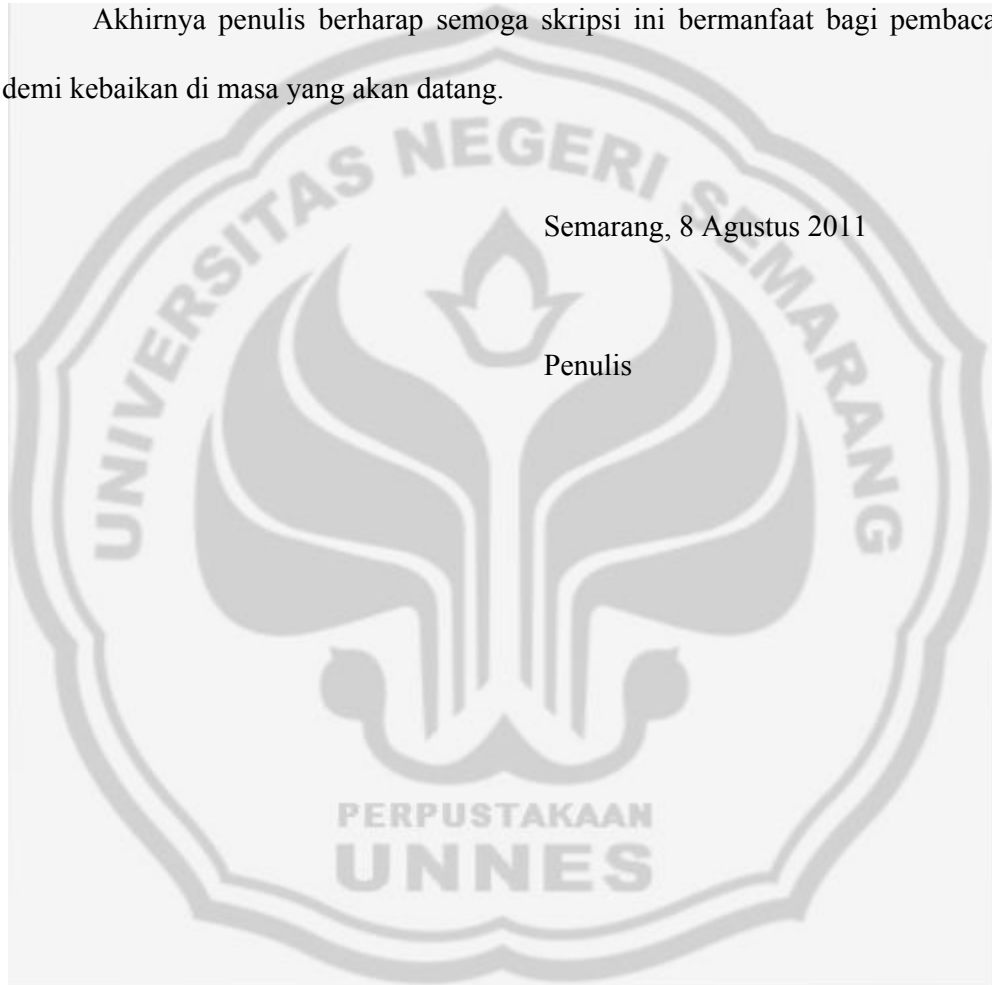 Akhirnya penulis berharap semoga skripsi ini bermanfaat bagi pembaca
demi kebaikan di masa yang akan datang.
UNIVERSITAS NEGERI SEMARANG
Semarang, 8 Agustus 2011
Penulis
PERPUSTAKAAN
UNNES